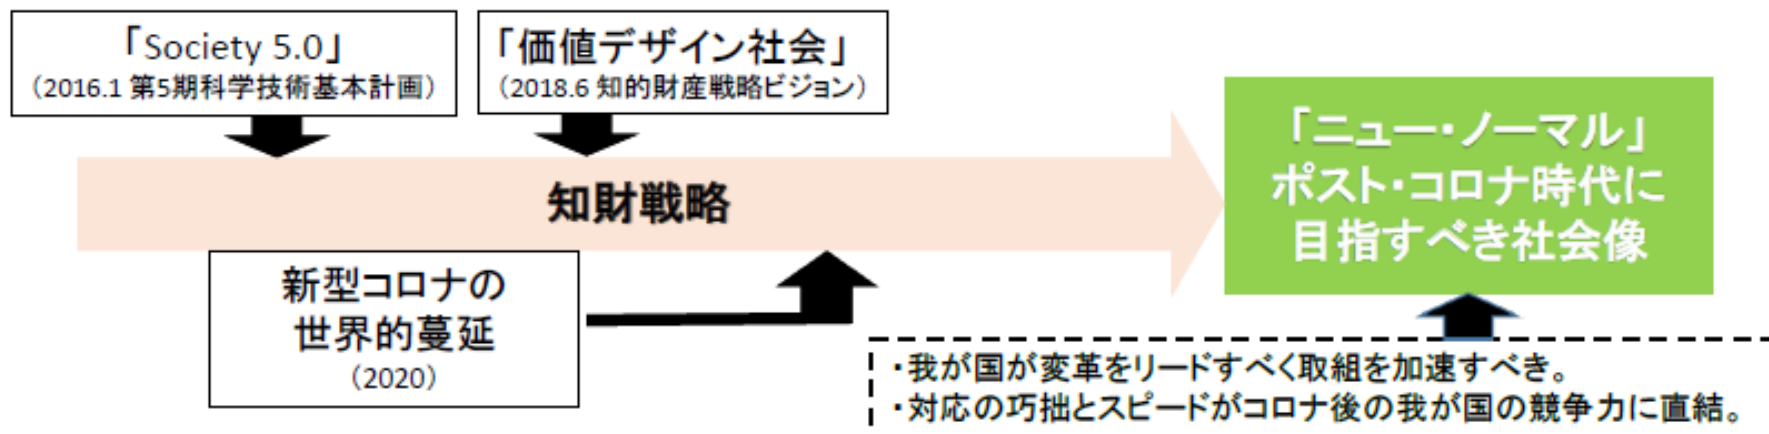 「Society 5.0」
（2016.1 第5期科学技術基本計画）
「価値デザイン社会」
（2018.6 知的財産戦略ビジョン）
知財戦略
「ニュー・ノーマル」
ポスト・コロナ時代に
目指すべき社会像
新型コロナの
世界的蔓延
（2020）
・我が国が変革をリードすべく取組を加速すべき。
・対応の巧拙とスピードがコロナ後の我が国の競争力に直結。